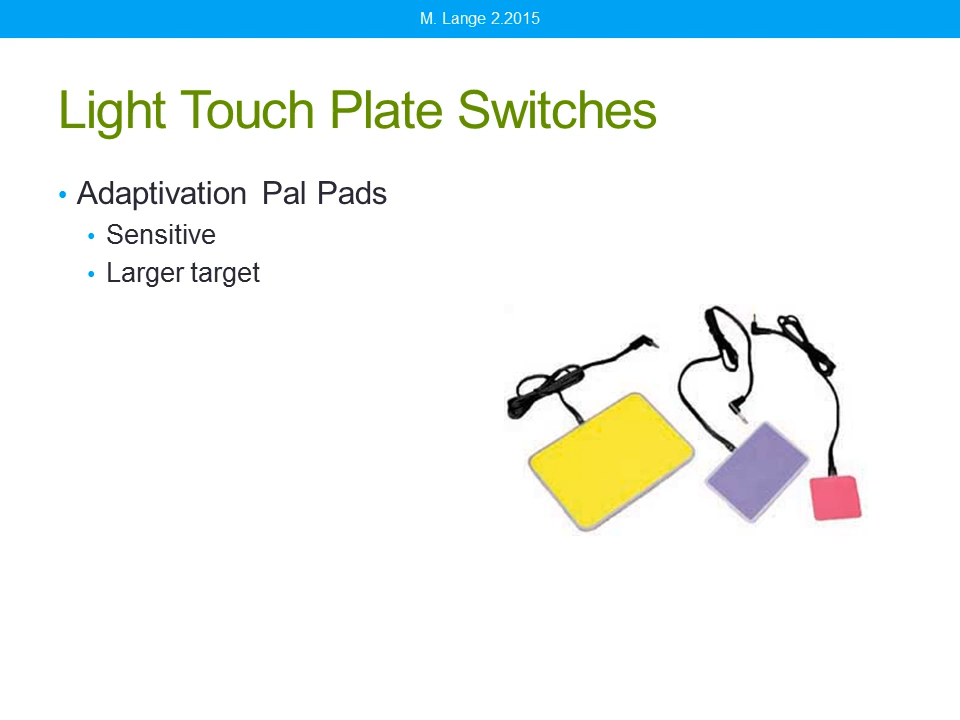 M. Lange 2.2015
Light Touch Plate Switches
• Adaptivation Pal Pads
• Sensitive
• Larger target